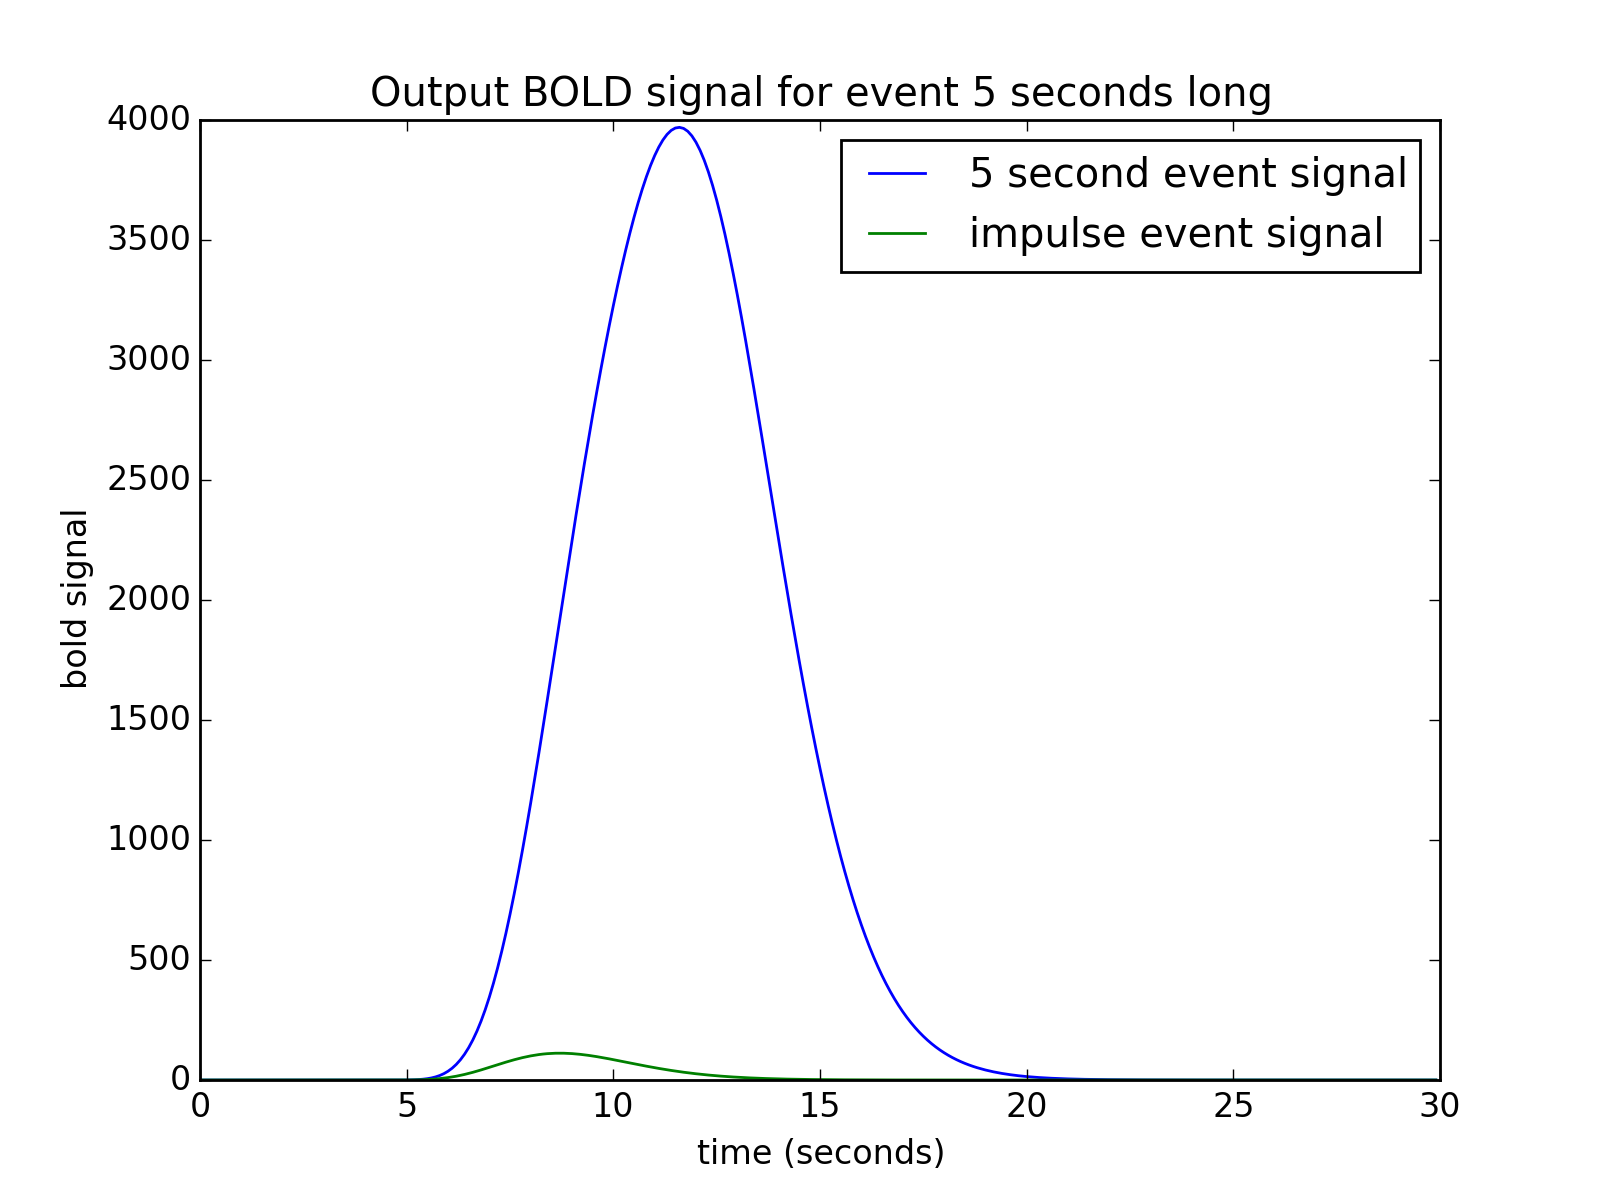 Output BOLD signal for event 5 seconds long
4000
3500
3000
2500
2000
1500
1000
500
0
bold signal
5 second event signal
impulse event signal
0 5 10 15 20 25 30
time (seconds)